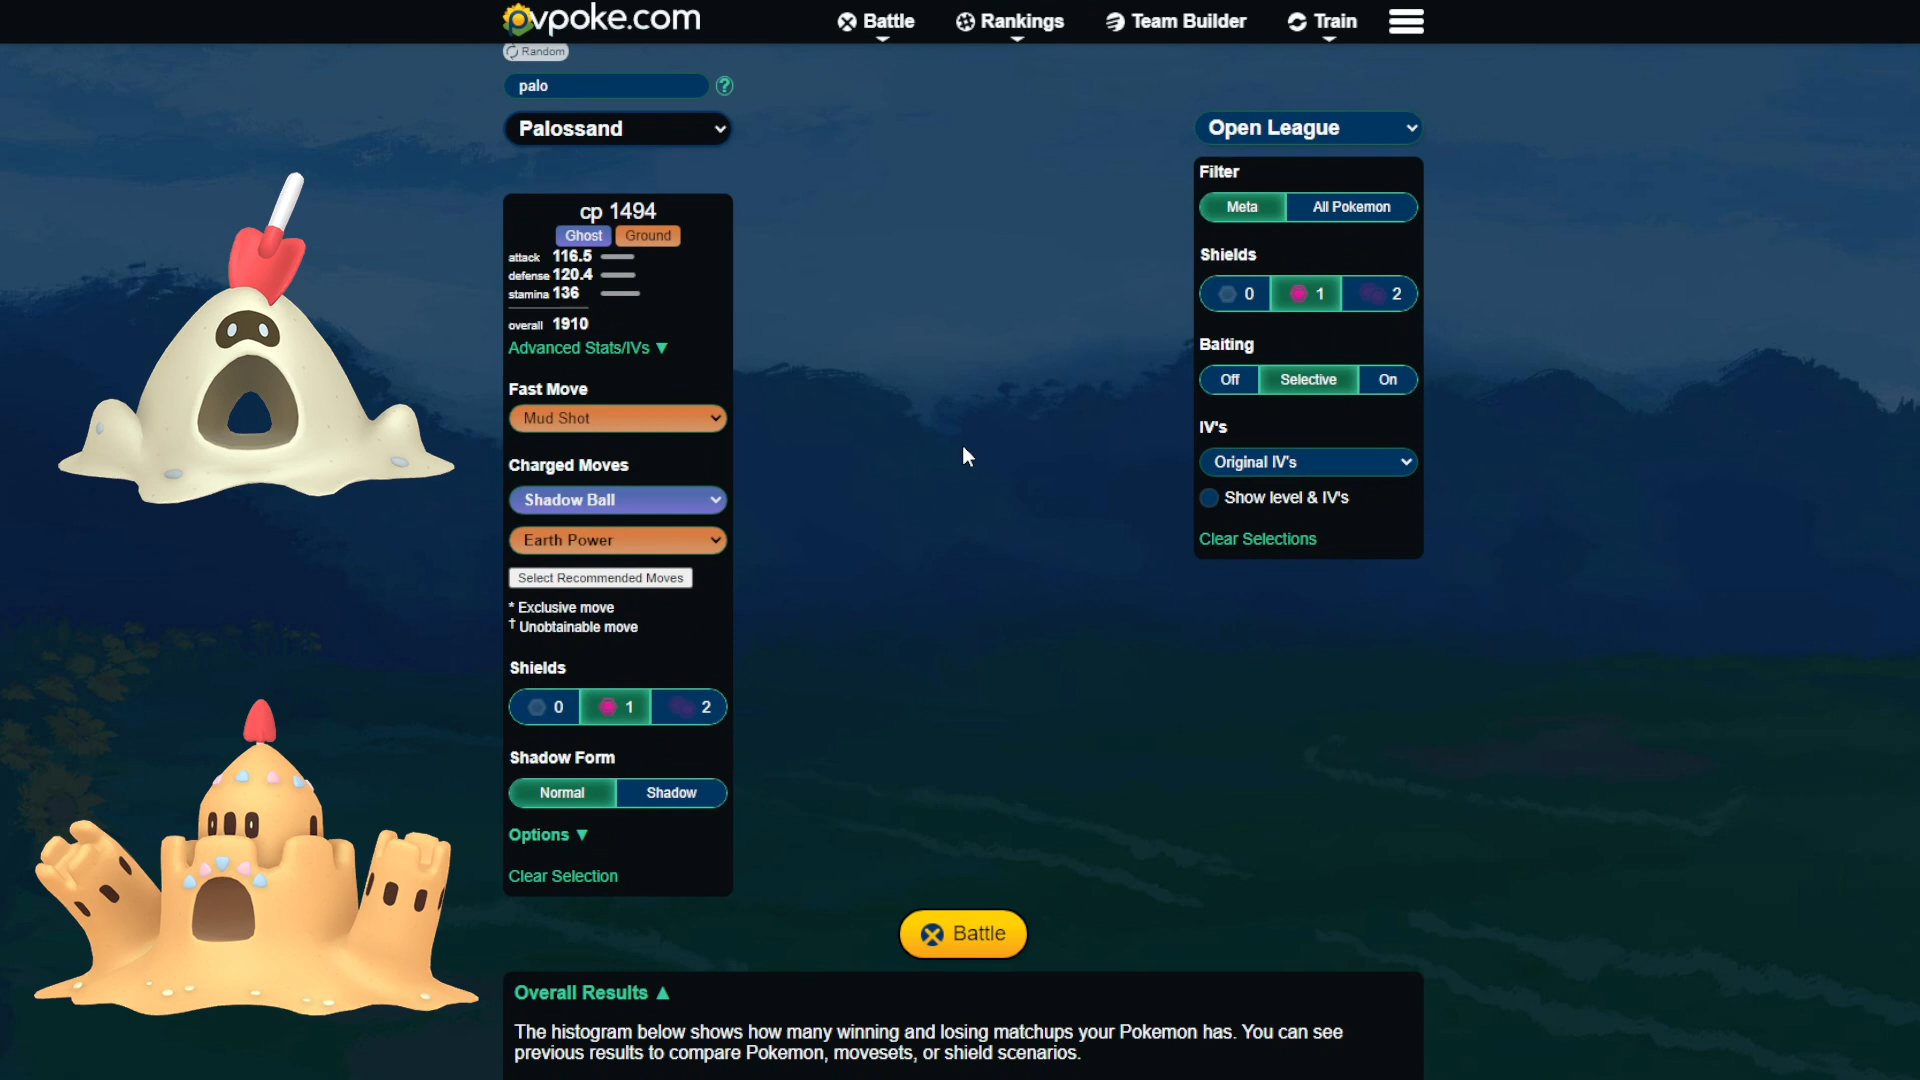 pvpoke.com
Battle
Rankings
Team Builder
Train
Random
palo
?
Palossand
cp 1494
Ghost
Ground
attack 116.5
defense 120.4
stamina 136
overall 1910
Advanced Stats/IVs ▼
Fast Move
Mud Shot
Charged Moves
Shadow Ball
Earth Power
Select Recommended Moves
* Exclusive move
† Unobtainable move
Shields
0 1 2
Shadow Form
Normal Shadow
Options ▼
Clear Selection
Open League
Filter
Meta All Pokemon
Shields
0 1 2
Baiting
Off Selective On
IV's
Original IV's
Show level & IV's
Clear Selections
Battle
Overall Results ▲
The histogram below shows how many winning and losing matchups your Pokemon has. You can see
previous results to compare Pokemon, movesets, or shield scenarios.